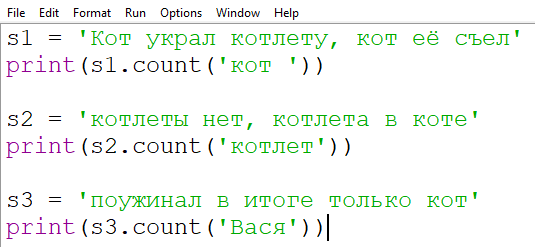 File Edit Format Run Options Window Help
s1 = 'Кот украл котлету, кот её съел'
print(s1.count('кот '))
s2 = 'котлеты нет, котлета в коте'
print(s2.count('котлет'))
s3 = 'поужинал в итоге только кот'
print(s3.count('Вася'))